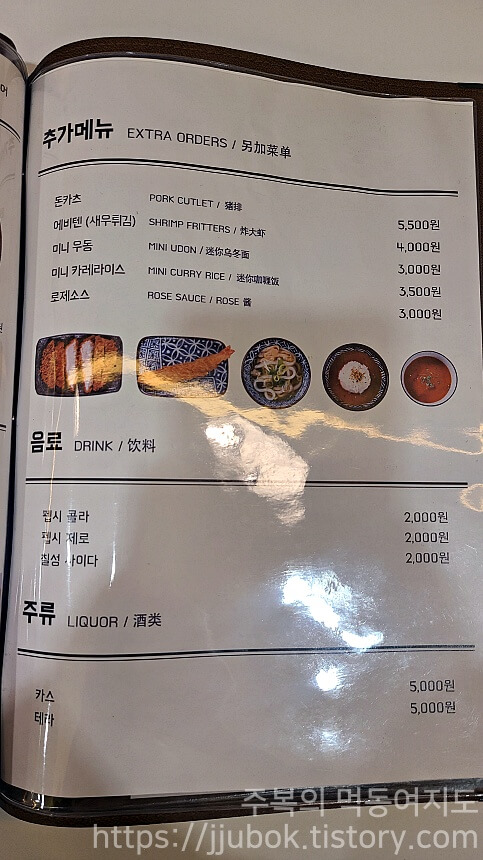 어
추가메뉴 EXTRA ORDERS / 另加菜单
돈카츠 PORK CUTLET / 猪排 5,500원
에비텐 (새우튀김) SHRIMP FRITTERS / 炸大虾 4,000원
미니 우동 MINI UDON / 迷你乌冬面 3,000원
미니 카레라이스 MINI CURRY RICE / 迷你咖喱饭 3,500원
로제소스 ROSE SAUCE / ROSE 酱 3,000원
음료 DRINK / 饮料
펩시 콜라 2,000원
펩시 제로 2,000원
칠성 사이다 2,000원
주류 LIQUOR / 酒类
카스 5,000원
테라 5,000원
주복의 먹동여지도
https://jjubok.tistory.com